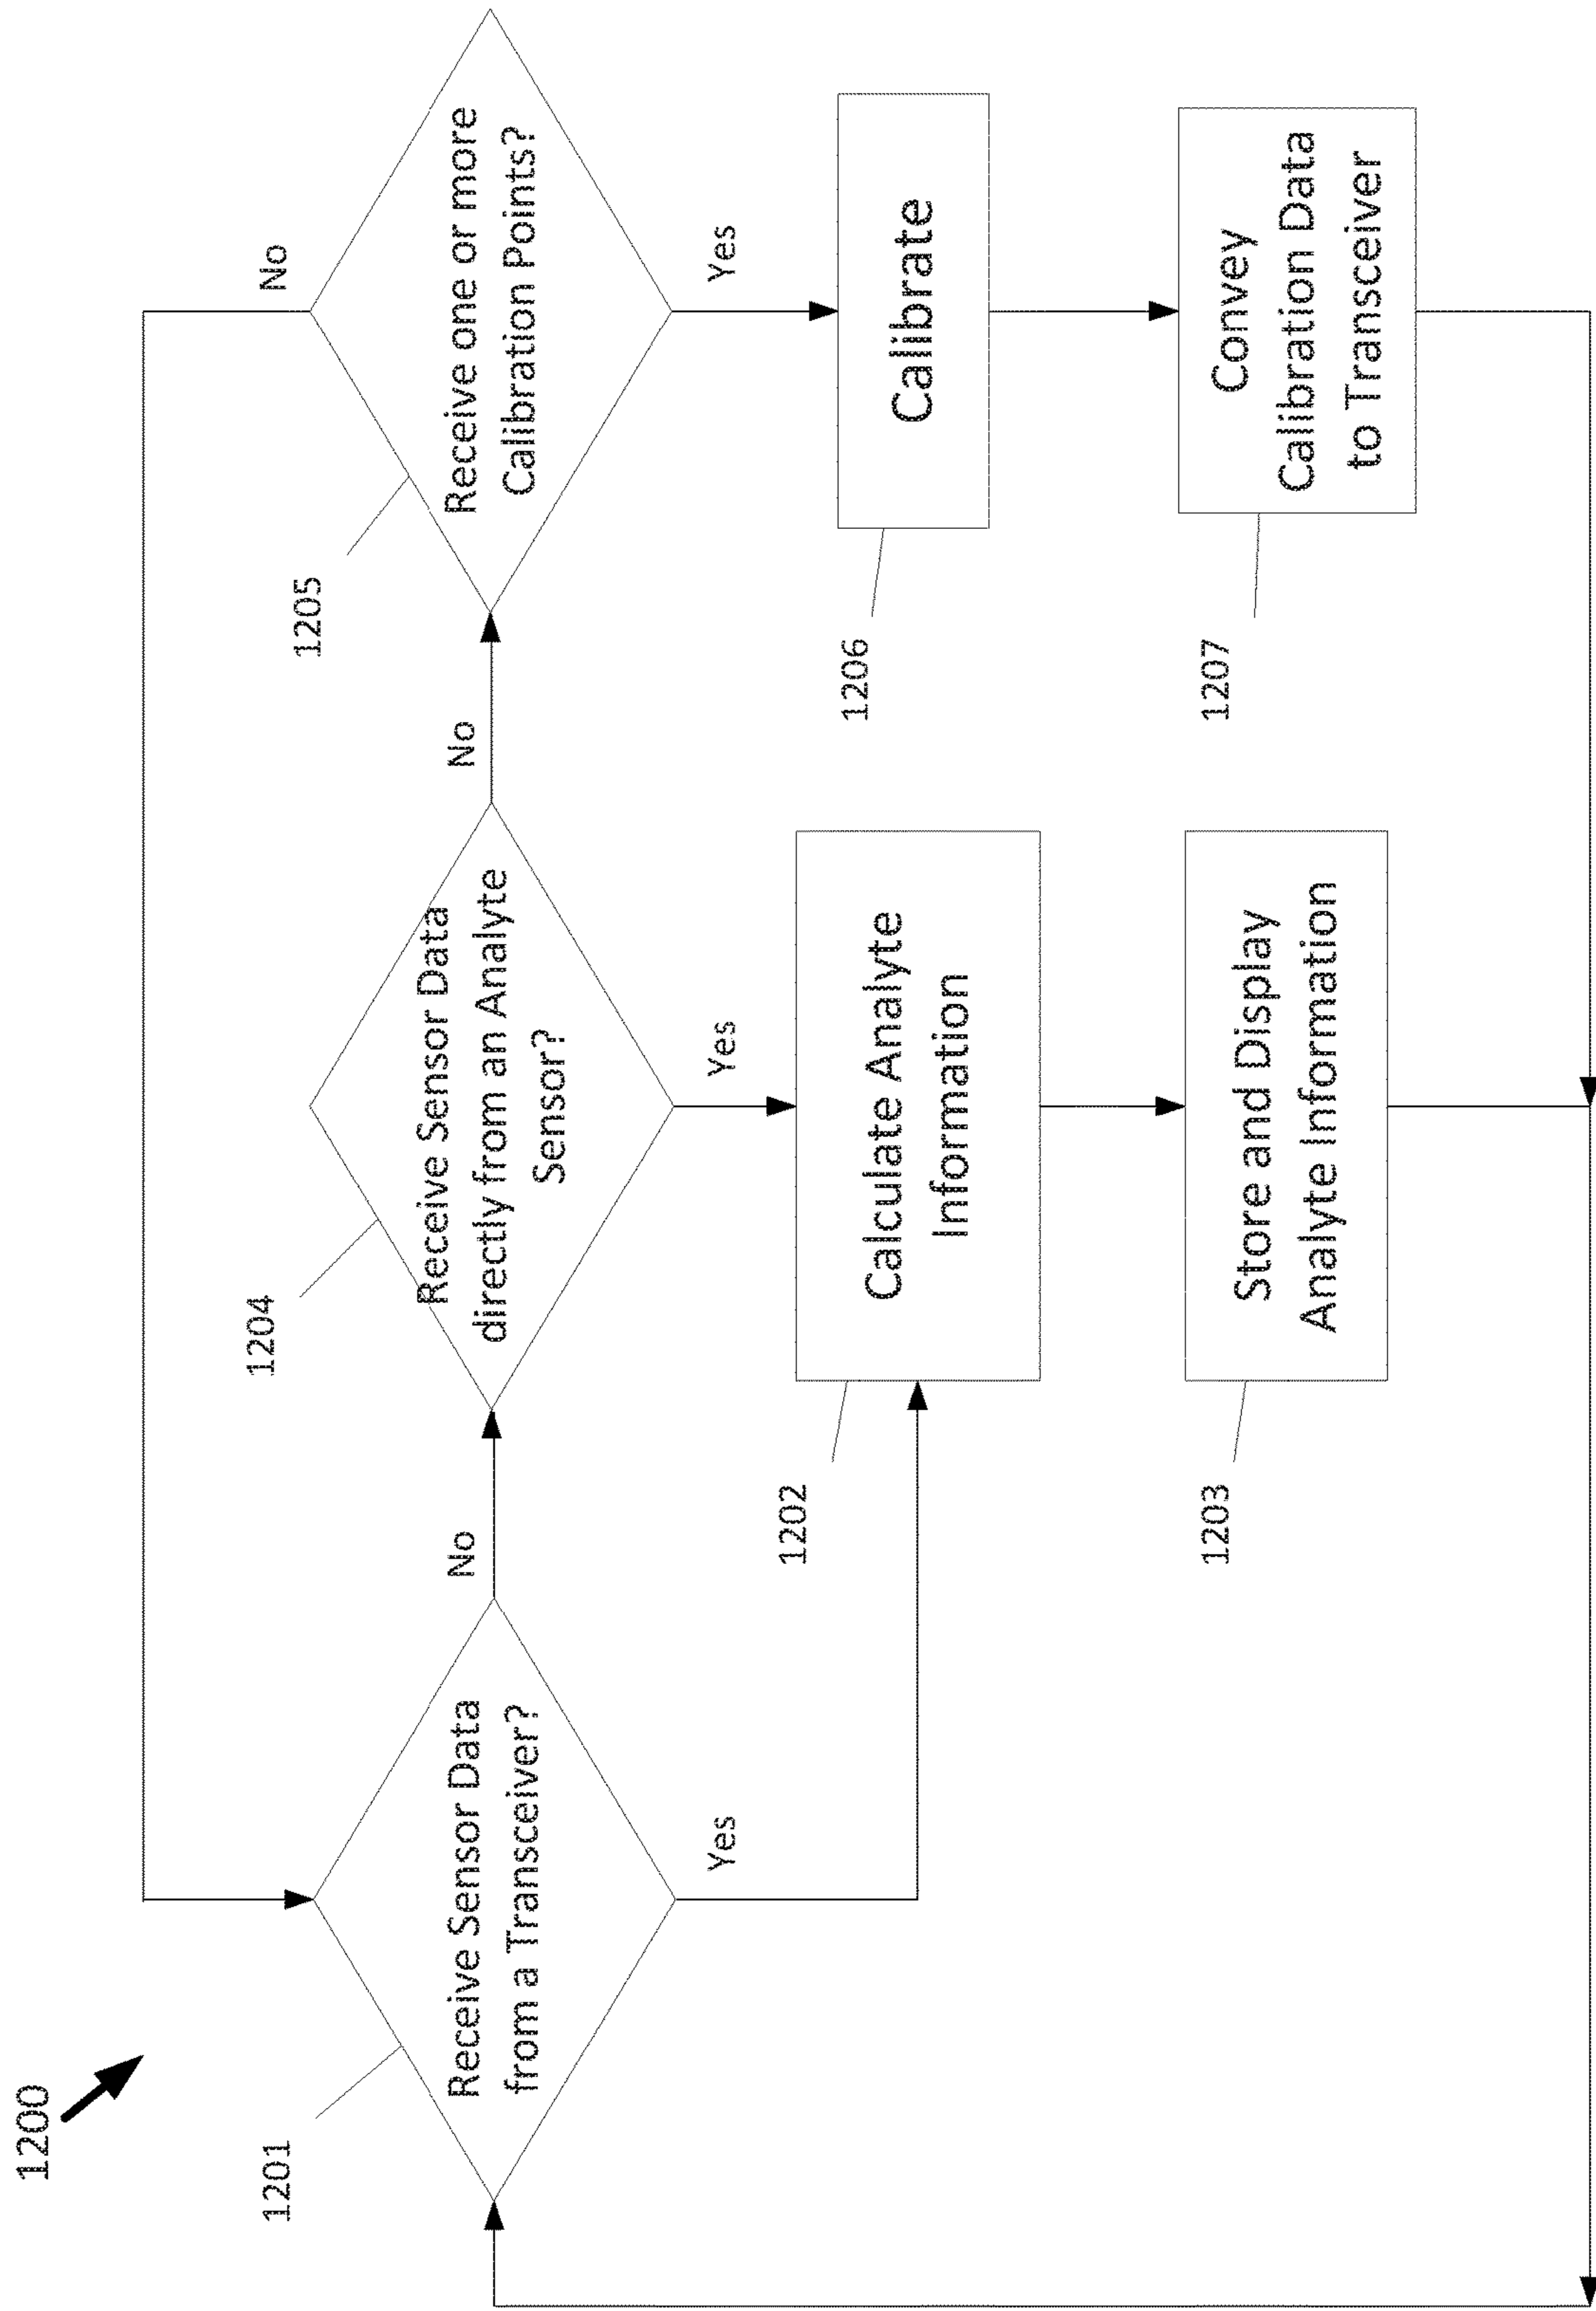 1200
1201
Receive Sensor Data
from a Transceiver?
No
Yes
1204
Receive Sensor Data
directly from an Analyte
Sensor?
No
Yes
1205
Receive one or more
Calibration Points?
No
Yes
1202
Calculate Analyte
Information
1206
Calibrate
1203
Store and Display
Analyte Information
1207
Convey
Calibration Data
to Transceiver